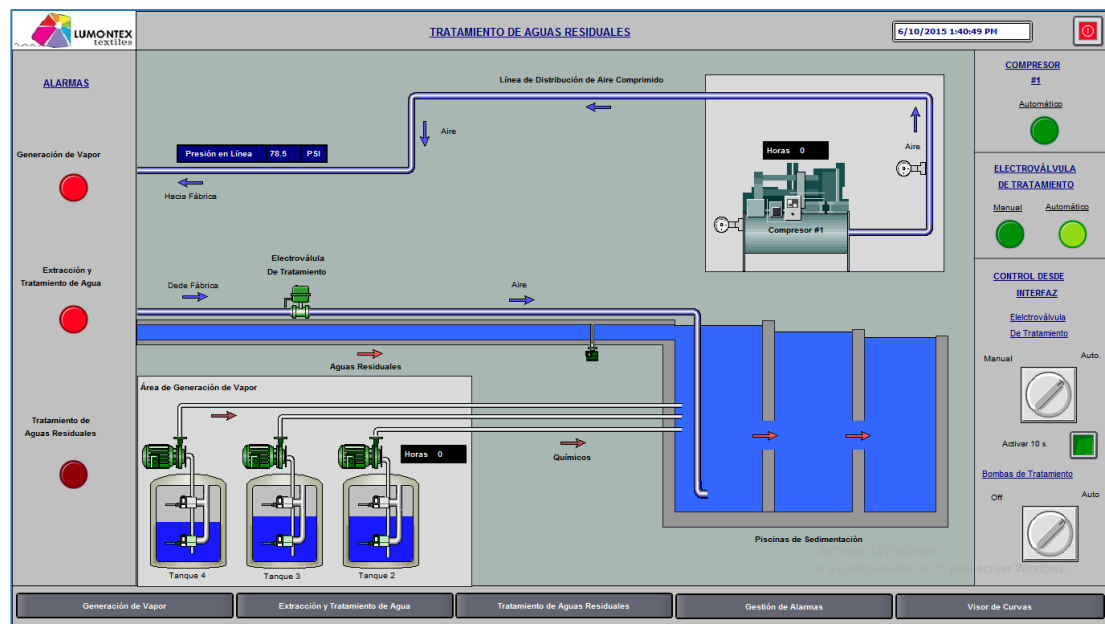 LUMONTEX
textiles
TRATAMIENTO DE AGUAS RESIDUALES
6/10/2015 1:40:49 PM
ALARMAS
Generación de Vapor
Extracción y
Tratamiento de Agua
Tratamiento de
Aguas Residuales
Línea de Distribución de Aire Comprimido
Aire
Presión en Línea 78.5 PSI
Hacia Fábrica
Horas 0
Aire
Compresor #1
Electroválula
De Tratamiento
Dede Fábrica
Aire
Aguas Residuales
Área de Generación de Vapor
Horas 0
Químicos
Tanque 4
Tanque 3
Tanque 2
Piscinas de Sedimentación
COMPRESOR
#1
Automático
ELECTROVÁLVULA
DE TRATAMIENTO
Manual
Automático
CONTROL DESDE
INTERFAZ
Elelctroválvula
De Tratamiento
Manual
Auto.
Activar 10 s.
Bombas de Tratamiento
Off
Auto
Activar Windows
Ir a Configuración de PC para activar Windows.
Generación de Vapor
Extracción y Tratamiento de Agua
Tratamiento de Aguas Residuales
Gestión de Alarmas
Visor de Curvas